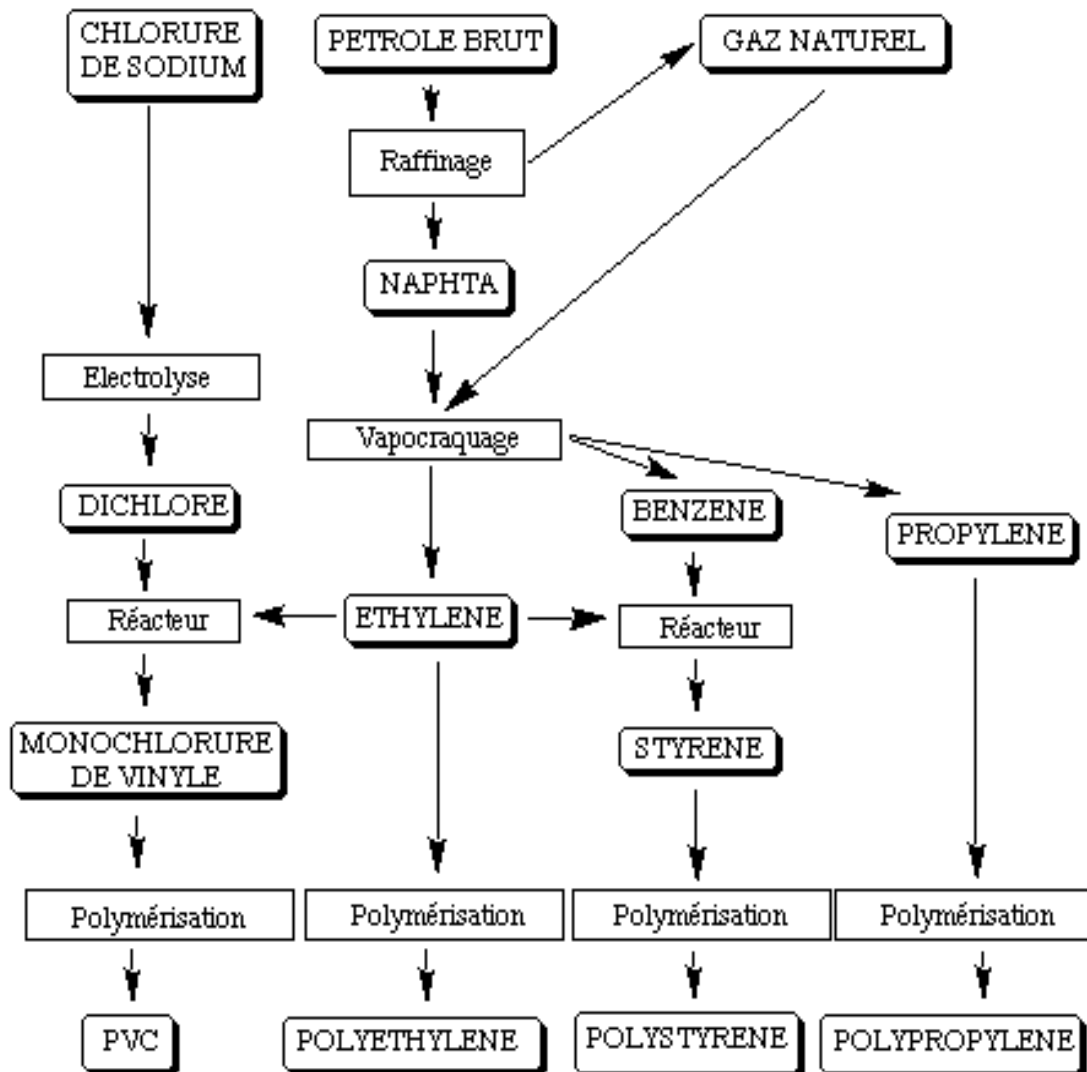 CHLORURE
DE SODIUM
PETROLE BRUT
GAZ NATUREL
Raffinage
NAPHTA
Electrolyse
Vapocraquage
DICHLORE
BENZENE
PROPYLENE
Réacteur
ETHYLENE
Réacteur
MONOCHLORURE
DE VINYLE
STYRENE
Polymérisation
Polymérisation
Polymérisation
Polymérisation
PVC
POLYETHYLENE
POLYSTYRENE
POLYPROPYLENE